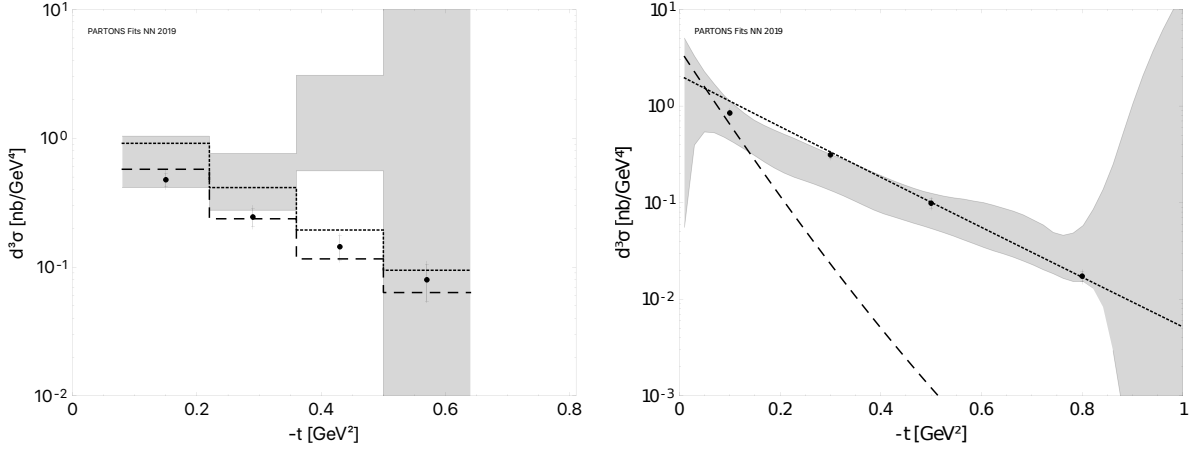 PARTONS Fits NN 2019
10¹
10⁰
10⁻¹
10⁻²
d³σ [nb/GeV⁴]
0 0.2 0.4 0.6 0.8
-t [GeV²]
PARTONS Fits NN 2019
10¹
10⁰
10⁻¹
10⁻²
10⁻³
d³σ [nb/GeV⁴]
0 0.2 0.4 0.6 0.8 1
-t [GeV²]